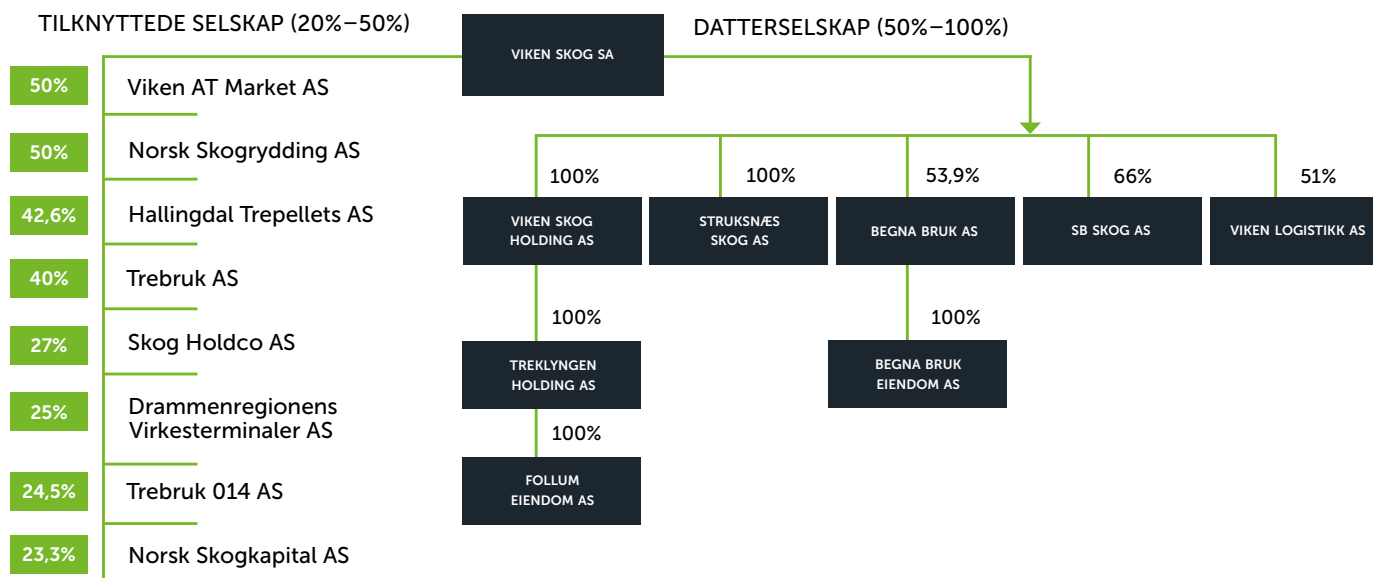 TILKNYTTEDE SELSKAP (20%–50%)
VIKEN SKOG SA
DATTERSELSKAP (50%–100%)
50%
Viken AT Market AS
50%
Norsk Skogrydding AS
42,6%
Hallingdal Trepellets AS
40%
Trebruk AS
27%
Skog Holdco AS
25%
Drammenregionens
Virkesterminaler AS
24,5%
Trebruk 014 AS
23,3%
Norsk Skogkapital AS
100%
VIKEN SKOG
HOLDING AS
100%
STRUKSNÆS
SKOG AS
53,9%
BEGNA BRUK AS
66%
SB SKOG AS
51%
VIKEN LOGISTIKK AS
100%
TREKLYNGEN
HOLDING AS
100%
BEGNA BRUK
EIENDOM AS
100%
FOLLUM
EIENDOM AS